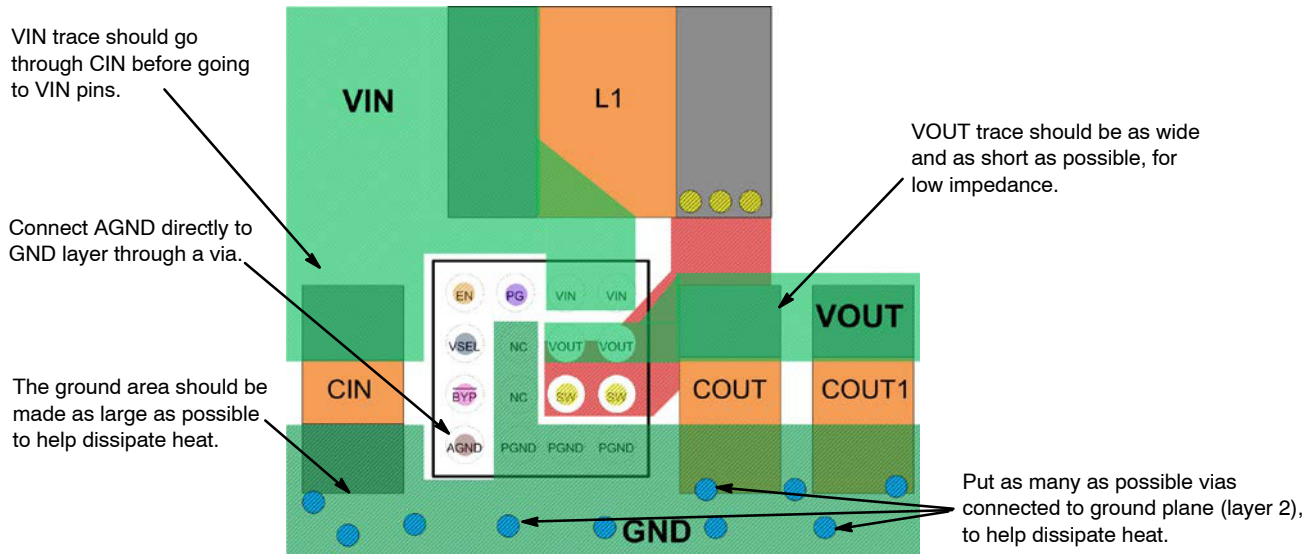 VIN trace should go
through CIN before going
to VIN pins.
VIN
L1
VOUT trace should be as wide
and as short as possible, for
low impedance.
Connect AGND directly to
GND layer through a via.
EN PG VIN VIN
VSEL NC VOUT VOUT
BYP NC SW SW
AGND PGND PGND PGND
VOUT
CIN
COUT
COUT1
The ground area should be
made as large as possible
to help dissipate heat.
GND
Put as many as possible vias
connected to ground plane (layer 2),
to help dissipate heat.